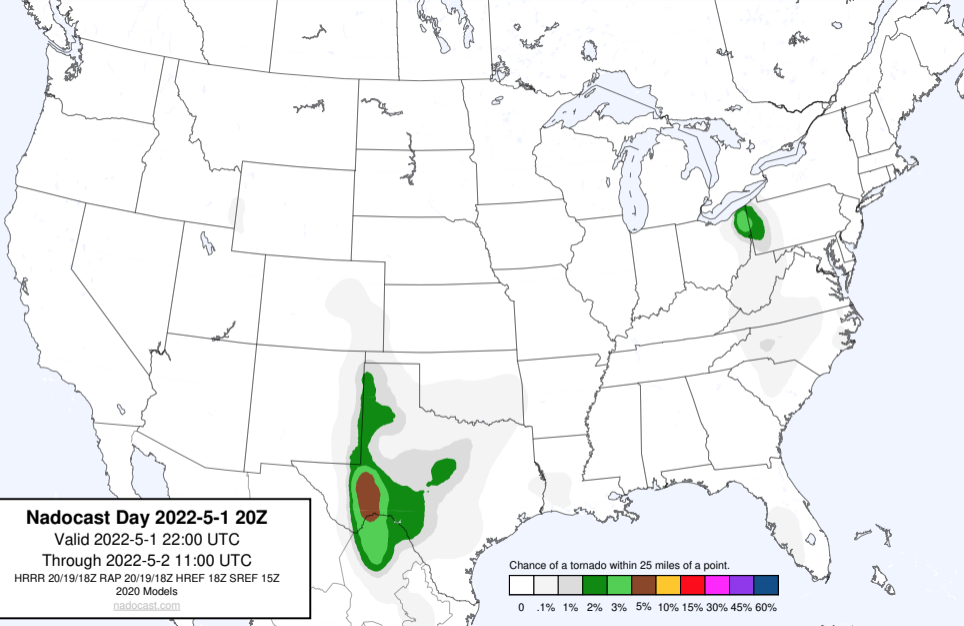 Nadocast Day 2022-5-1 20Z
Valid 2022-5-1 22:00 UTC
Through 2022-5-2 11:00 UTC
HRRR 20/19/18Z RAP 20/19/18Z HREF 18Z SREF 15Z
2020 Models
nadocast.com
Chance of a tornado within 25 miles of a point.
0 .1% 1% 2% 3% 5% 10% 15% 30% 45% 60%